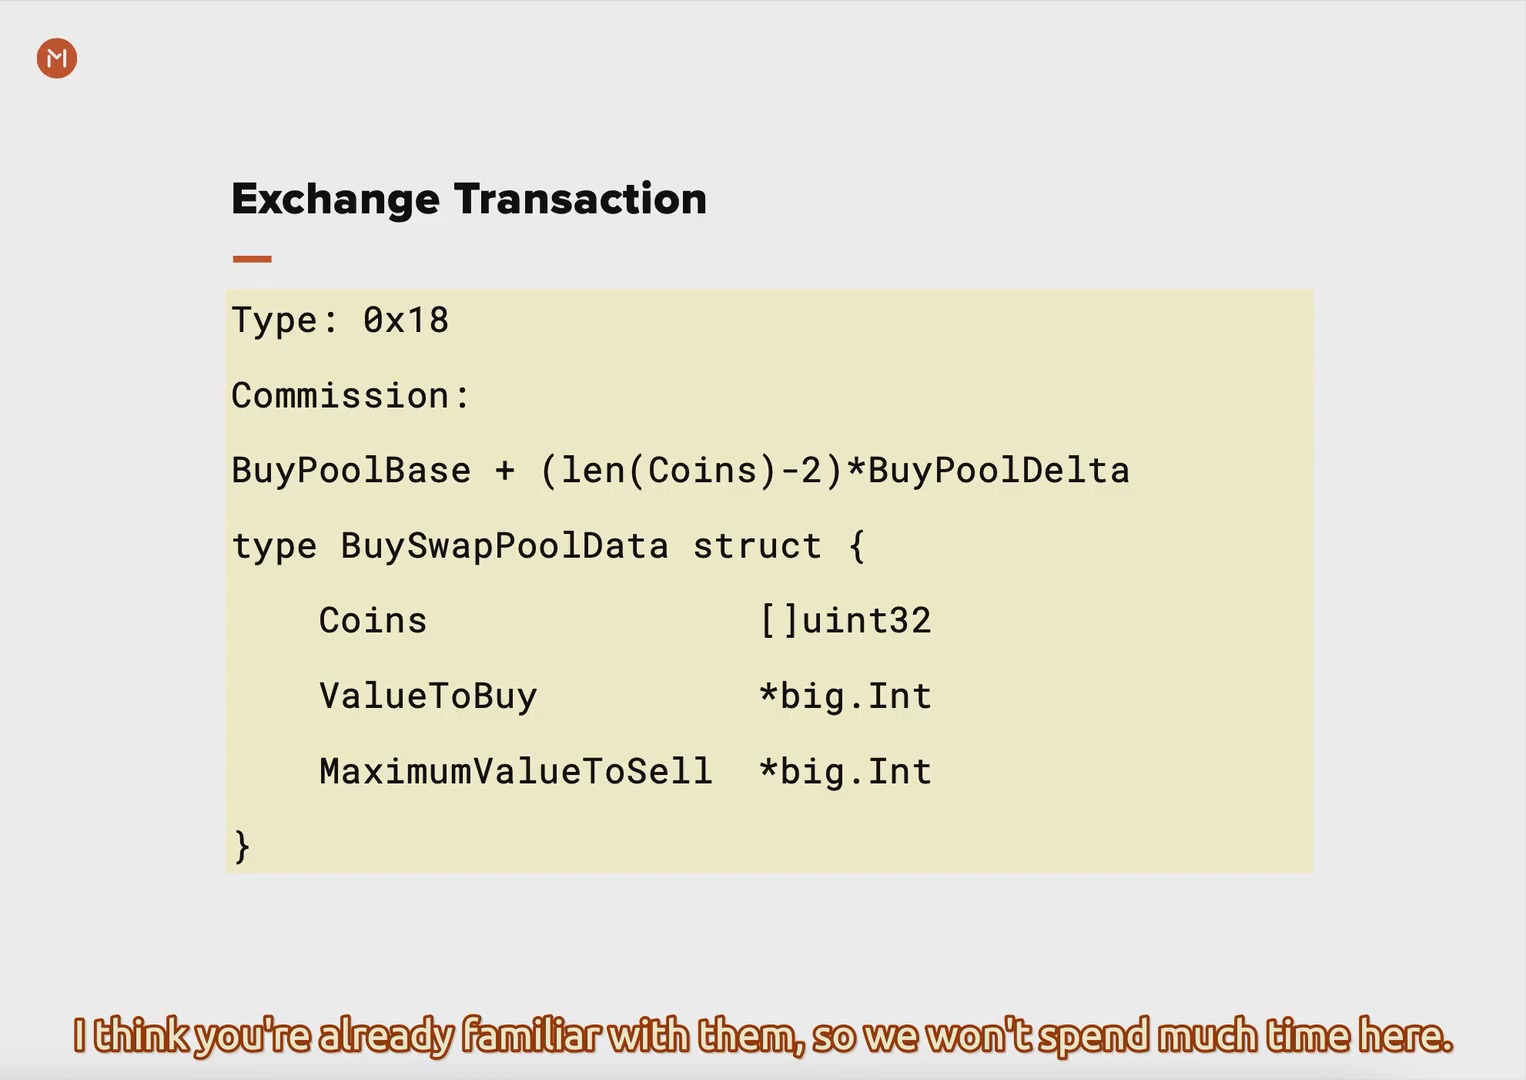 M
Exchange Transaction
Type: 0x18
Commission:
BuyPoolBase + (len(Coins)-2)*BuyPoolDelta
type BuySwapPoolData struct {
Coins []uint32
ValueToBuy *big.Int
MaximumValueToSell *big.Int
}
I think you're already familiar with them, so we won't spend much time here.